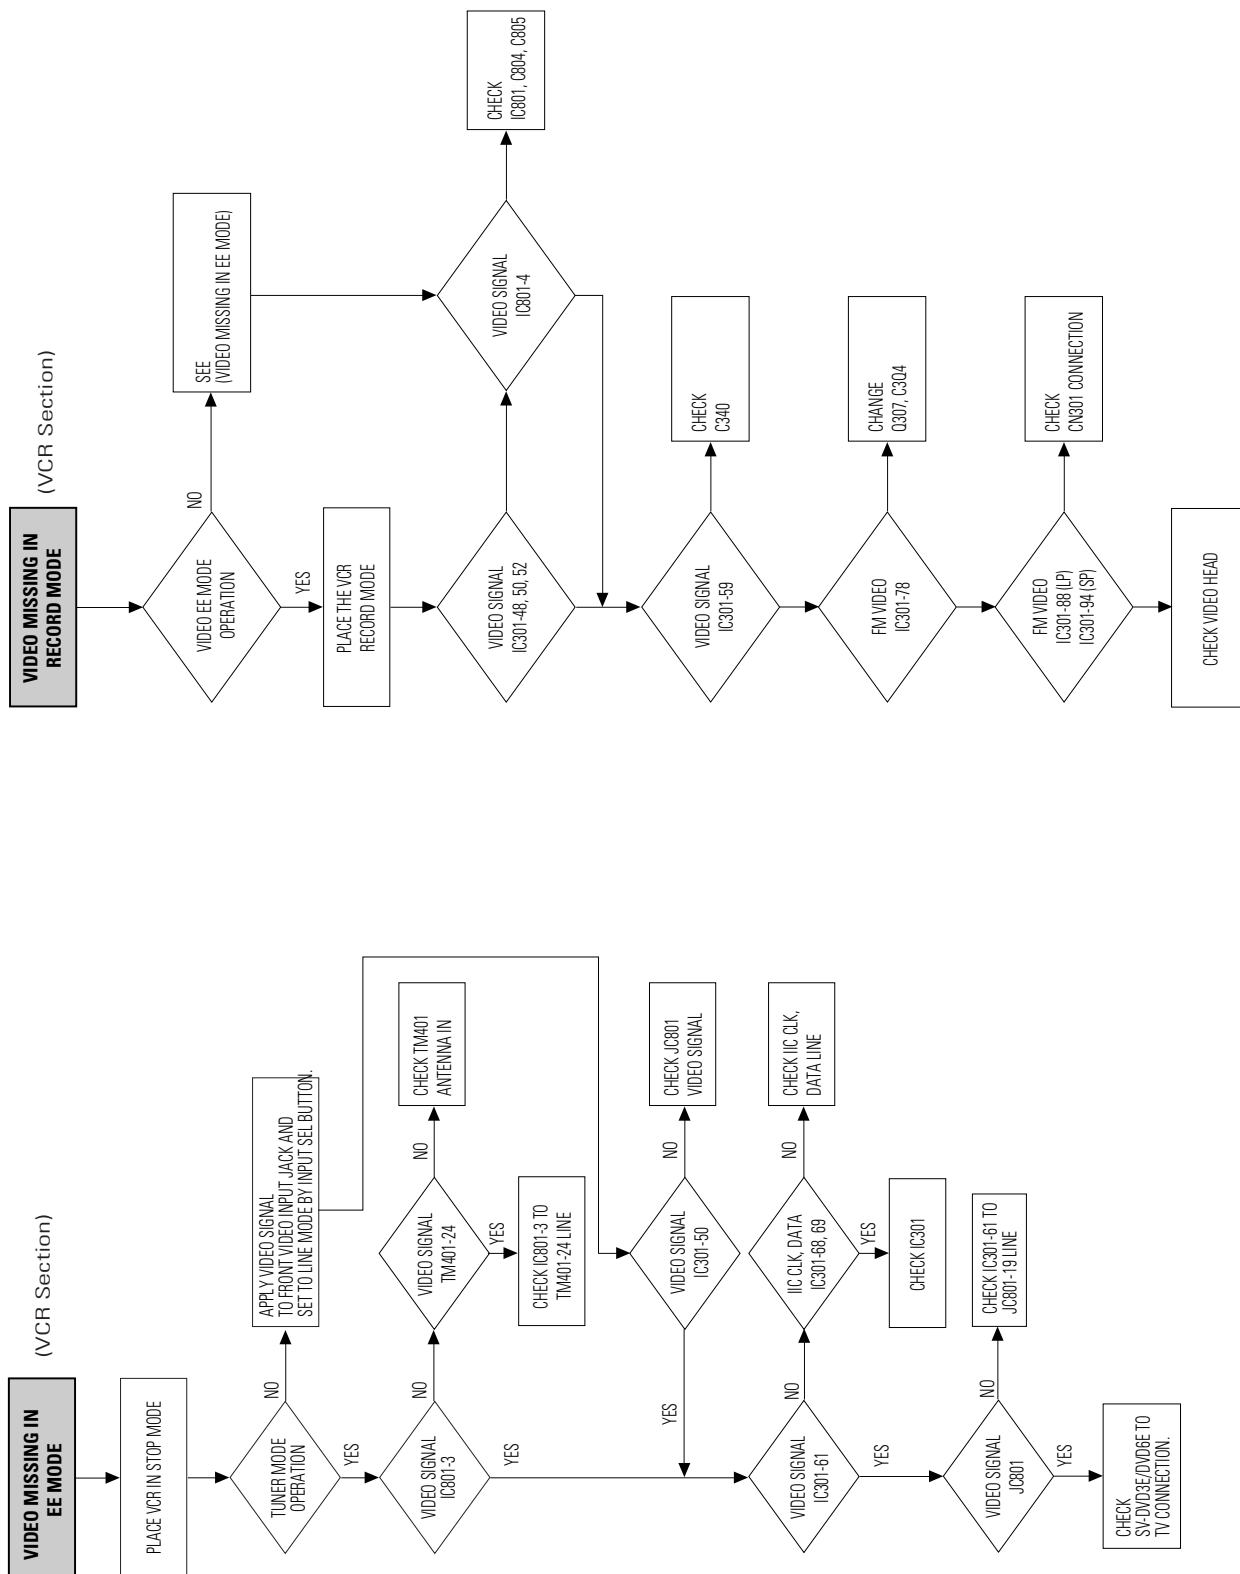 VIDEO MISSING IN
EE MODE
(VCR Section)
PLACE VCR IN STOP MODE
TUNER MODE
OPERATION
NO
APPLY VIDEO SIGNAL
TO FRONT VIDEO INPUT JACK AND
SET TO LINE MODE BY INPUT SEL BUTTON.
YES
VIDEO SIGNAL
IC801-3
NO
VIDEO SIGNAL
TM401-24
NO
CHECK TM401
ANTENNA IN
YES
CHECK IC801-3 TO
TM401-24 LINE
YES
VIDEO SIGNAL
IC301-50
NO
CHECK JC801
VIDEO SIGNAL
YES
VIDEO SIGNAL
IC301-61
NO
IIC CLK, DATA
IC301-68, 69
NO
CHECK IIC CLK,
DATA LINE
YES
CHECK IC301
YES
VIDEO SIGNAL
JC801
NO
CHECK IC301-61 TO
JC801-19 LINE
YES
CHECK
SV-DVD3E/DVD6E TO
TV CONNECTION.
VIDEO MISSING IN
RECORD MODE
(VCR Section)
VIDEO EE MODE
OPERATION
NO
SEE
(VIDEO MISSING IN EE MODE)
YES
PLACE THE VCR
RECORD MODE
VIDEO SIGNAL
IC301-48, 50, 52
VIDEO SIGNAL
IC801-4
CHECK
IC801, C804, C805
VIDEO SIGNAL
IC301-59
CHECK
C340
FM VIDEO
IC301-78
CHANGE
Q307, C3Q4
FM VIDEO
IC301-88 (LP)
IC301-94 (SP)
CHECK
CN301 CONNECTION
CHECK VIDEO HEAD